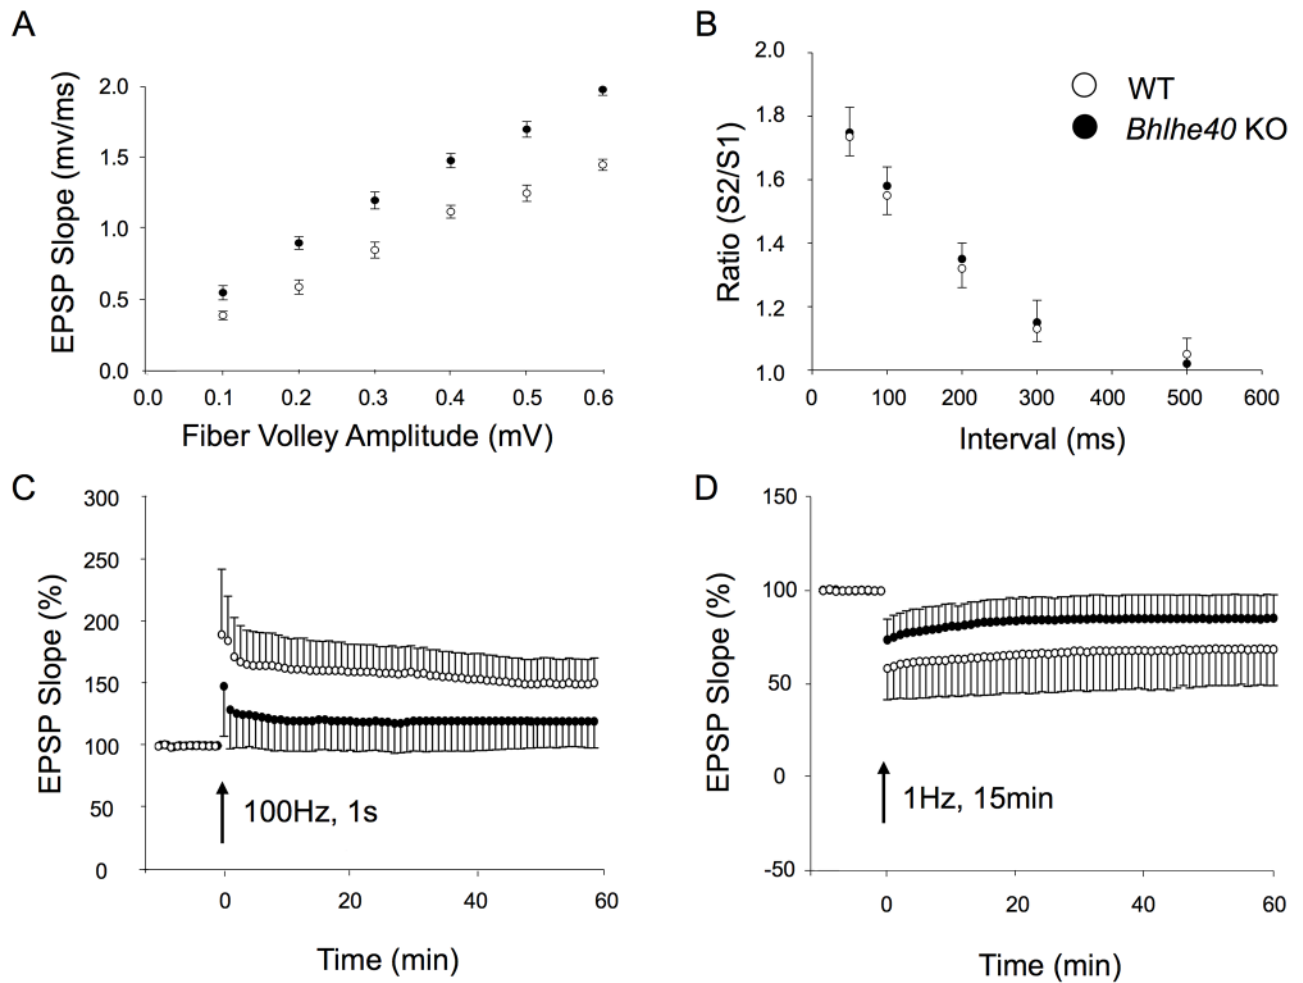 A
EPSP Slope (mv/ms)
2.0
1.5
1.0
0.5
0.0
0.0 0.1 0.2 0.3 0.4 0.5 0.6
Fiber Volley Amplitude (mV)
B
Ratio (S2/S1)
2.0
1.8
1.6
1.4
1.2
1.0
0 100 200 300 400 500 600
Interval (ms)
WT
Bhlhe40 KO
C
EPSP Slope (%)
300
250
200
150
100
50
0
100Hz, 1s
0 20 40 60
Time (min)
D
EPSP Slope (%)
150
100
50
0
-50
1Hz, 15min
0 20 40 60
Time (min)